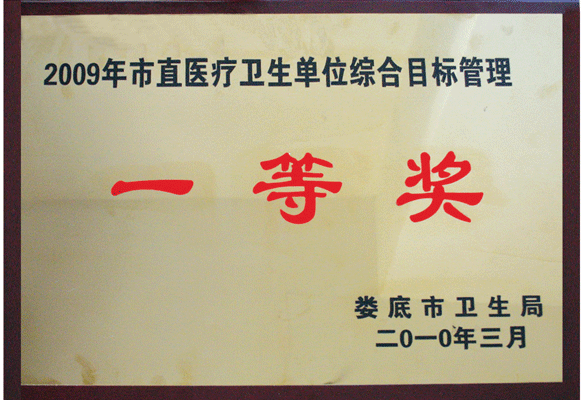 2009年市直医疗卫生单位综合目标管理
一等奖
娄底市卫生局
二0一0年三月